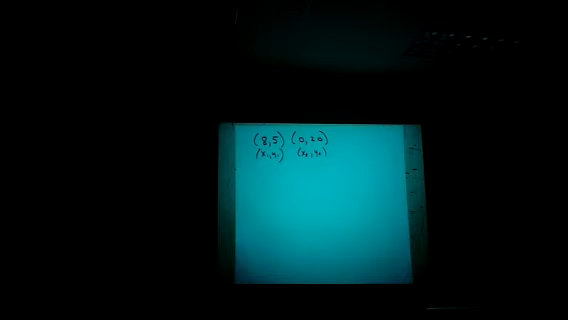 (8,5) (0,20)
(x₁,y₁) (x₂,y₂)